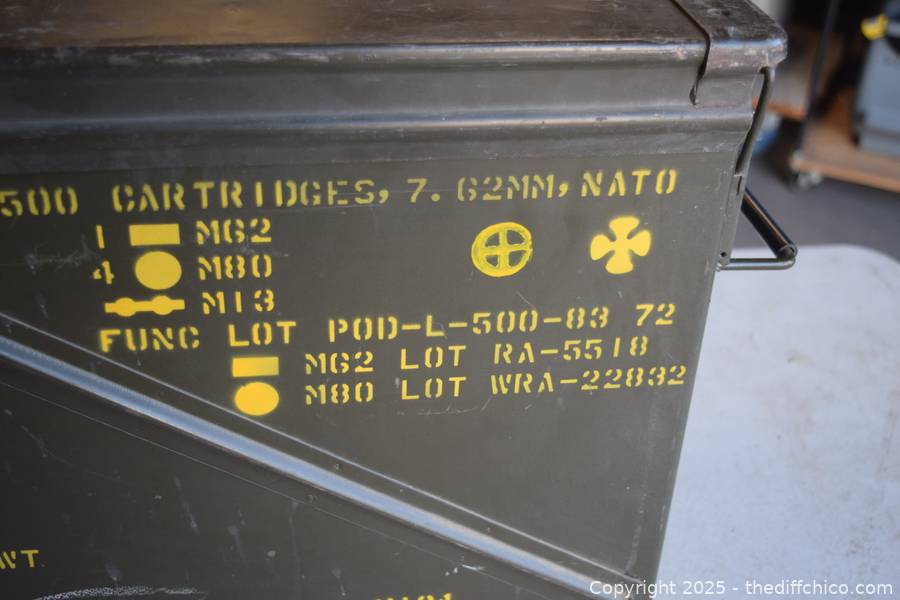 500 CARTRIDGES, 7.62MM, NATO
1 M62
4 M80
M13
FUNC LOT POD-L-500-83 72
M62 LOT RA-5518
M80 LOT WRA-22832
WT
Copyright © 2025 - thediffchico.com